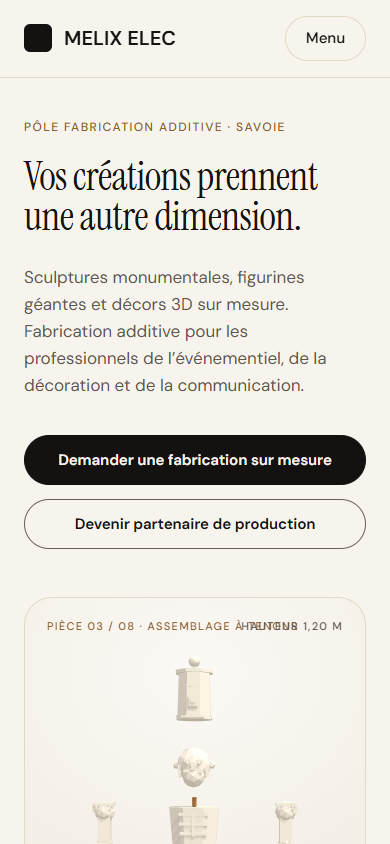 MELIX ELEC
Menu
PÔLE FABRICATION ADDITIVE · SAVOIE
Vos créations prennent
une autre dimension.
Sculptures monumentales, figurines
géantes et décors 3D sur mesure.
Fabrication additive pour les
professionnels de l’événementiel, de la
décoration et de la communication.
Demander une fabrication sur mesure
Devenir partenaire de production
PIÈCE 03 / 08 · ASSEMBLAGE À
1,20 M